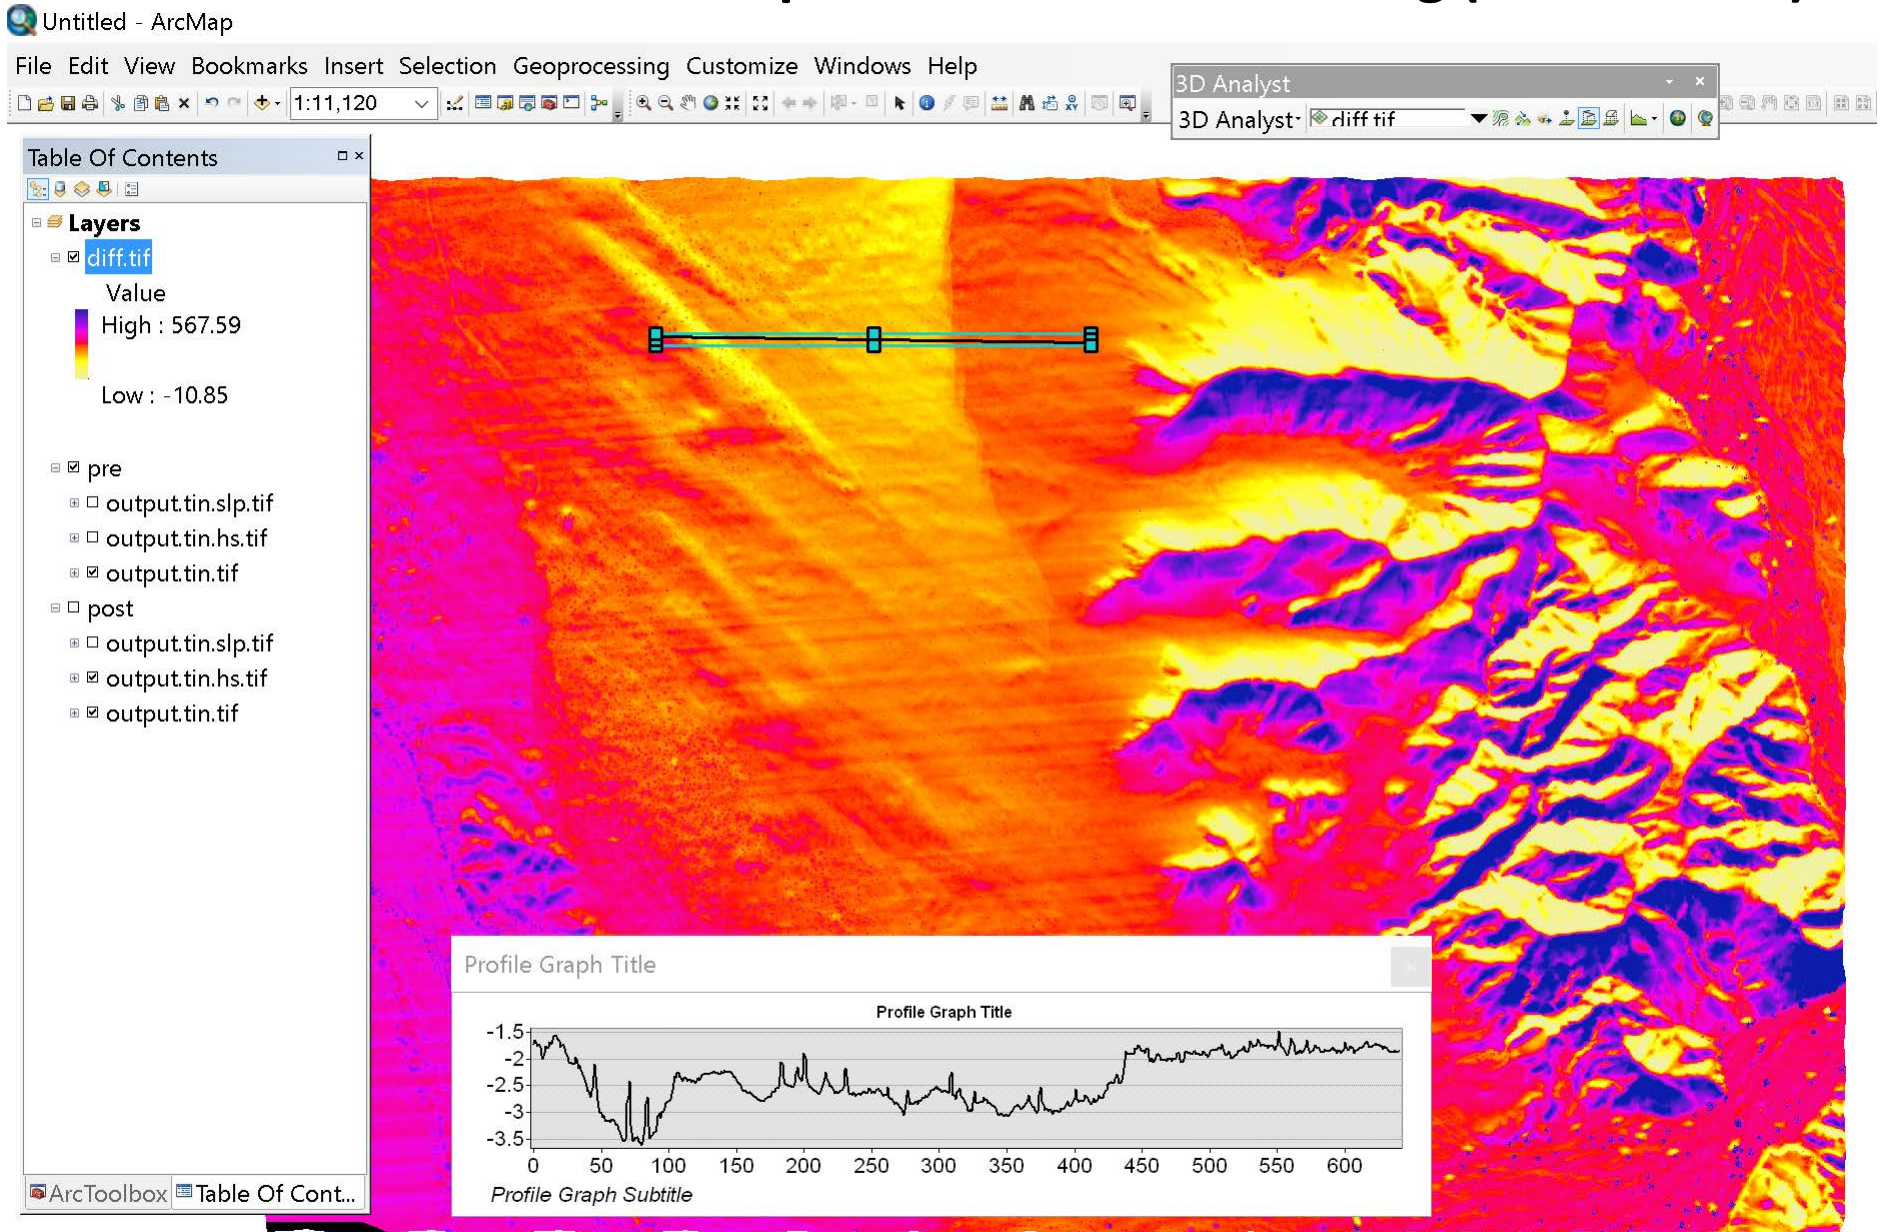 Untitled - ArcMap
File Edit View Bookmarks Insert Selection Geoprocessing Customize Windows Help
1:11,120
3D Analyst
3D Analyst diff tif
Table Of Contents
Layers
diff.tif
Value
High : 567.59
Low : -10.85
pre
output.tin.slp.tif
output.tin.hs.tif
output.tin.tif
post
output.tin.slp.tif
output.tin.hs.tif
output.tin.tif
ArcToolbox Table Of Cont...
Profile Graph Title
Profile Graph Title
-1.5
-2
-2.5
-3
-3.5
0 50 100 150 200 250 300 350 400 450 500 550 600
Profile Graph Subtitle